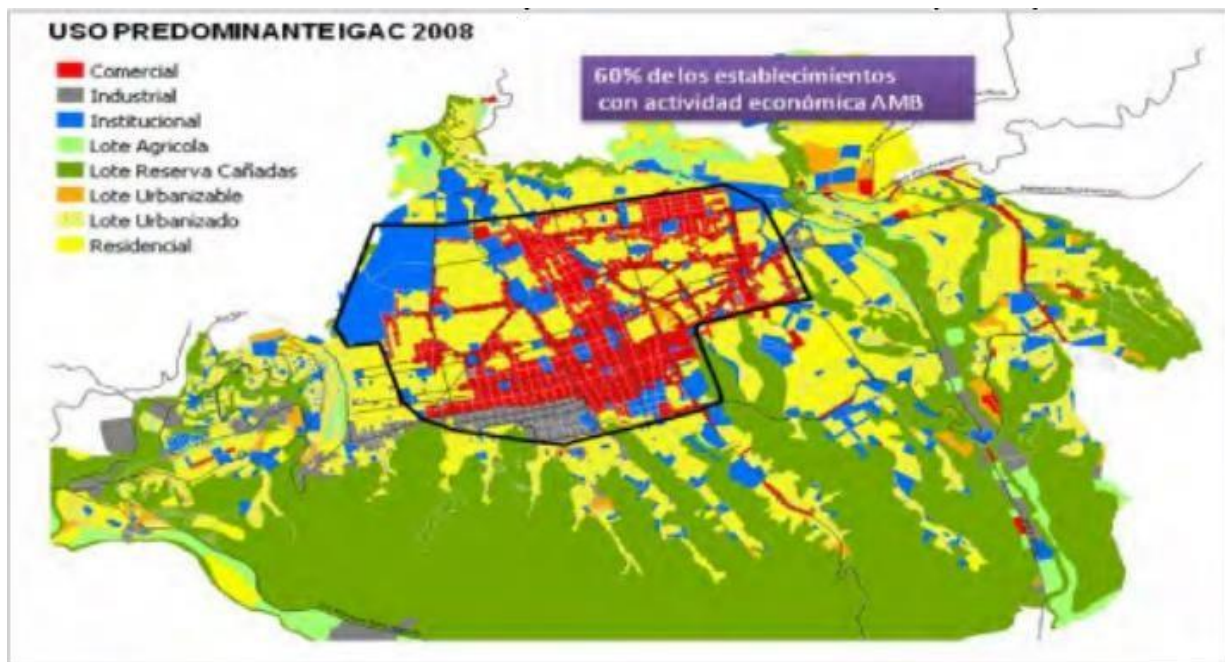 USO PREDOMINANTE IGAC 2008
Comercial
Industrial
Institucional
Lote Agricola
Lote Reserva Cañadas
Lote Urbanizable
Lote Urbanizado
Residencial
60% de los establecimientos
con actividad económica AMB